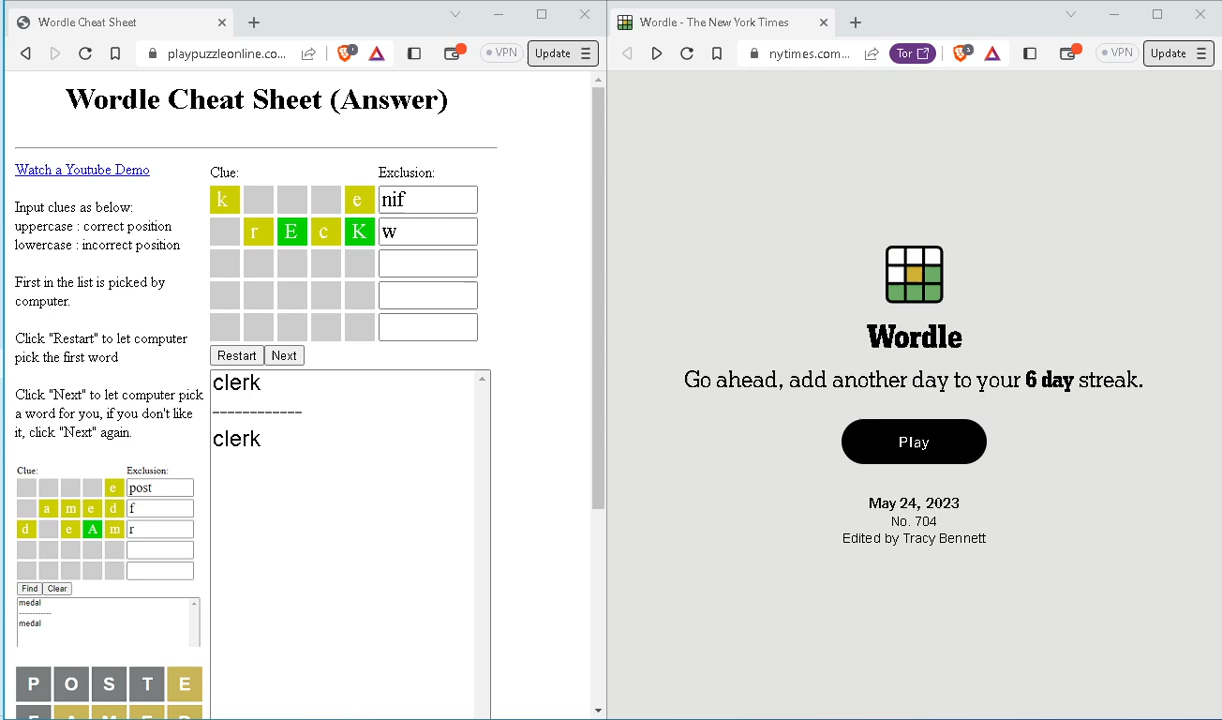 Wordle Cheat Sheet
playpuzzleonline.co...
1
VPN
Update
Wordle Cheat Sheet (Answer)
Watch a Youtube Demo
Input clues as below:
uppercase : correct position
lowercase : incorrect position
First in the list is picked by
computer.
Click "Restart" to let computer
pick the first word
Click "Next" to let computer pick
a word for you, if you don't like
it, click "Next" again.
Clue: Exclusion:
e post
a m e d f
d e A m r
Find Clear
medal
------------
medal
P O S T E
F A M E D
Clue: Exclusion:
k e nif
r E c K w
Restart Next
clerk
------------
clerk
Wordle - The New York Times
nytimes.com...
Tor
VPN
Update
Wordle
Go ahead, add another day to your 6 day streak.
Play
May 24, 2023
No. 704
Edited by Tracy Bennett